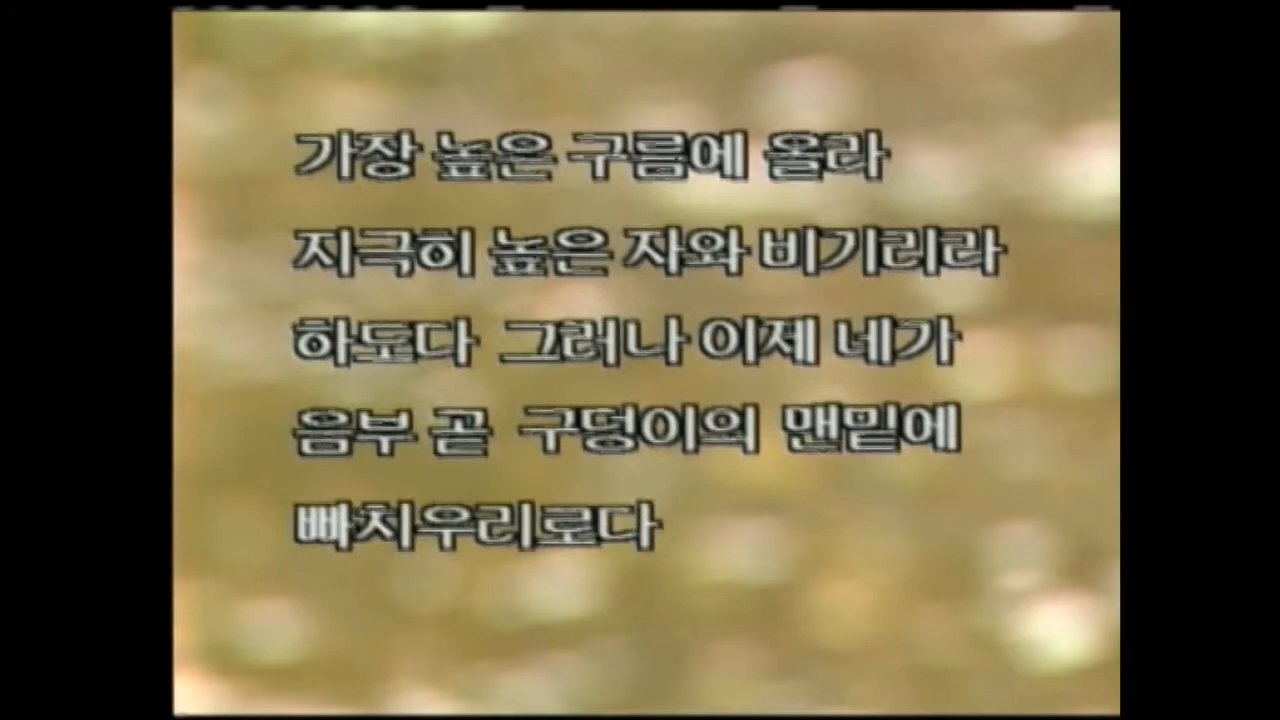 가장 높은 구름에 올라
지극히 높은 자와 비기리라
하도다 그러나 이제 네가
음부 곧 구덩이의 맨밑에
빠치우리로다